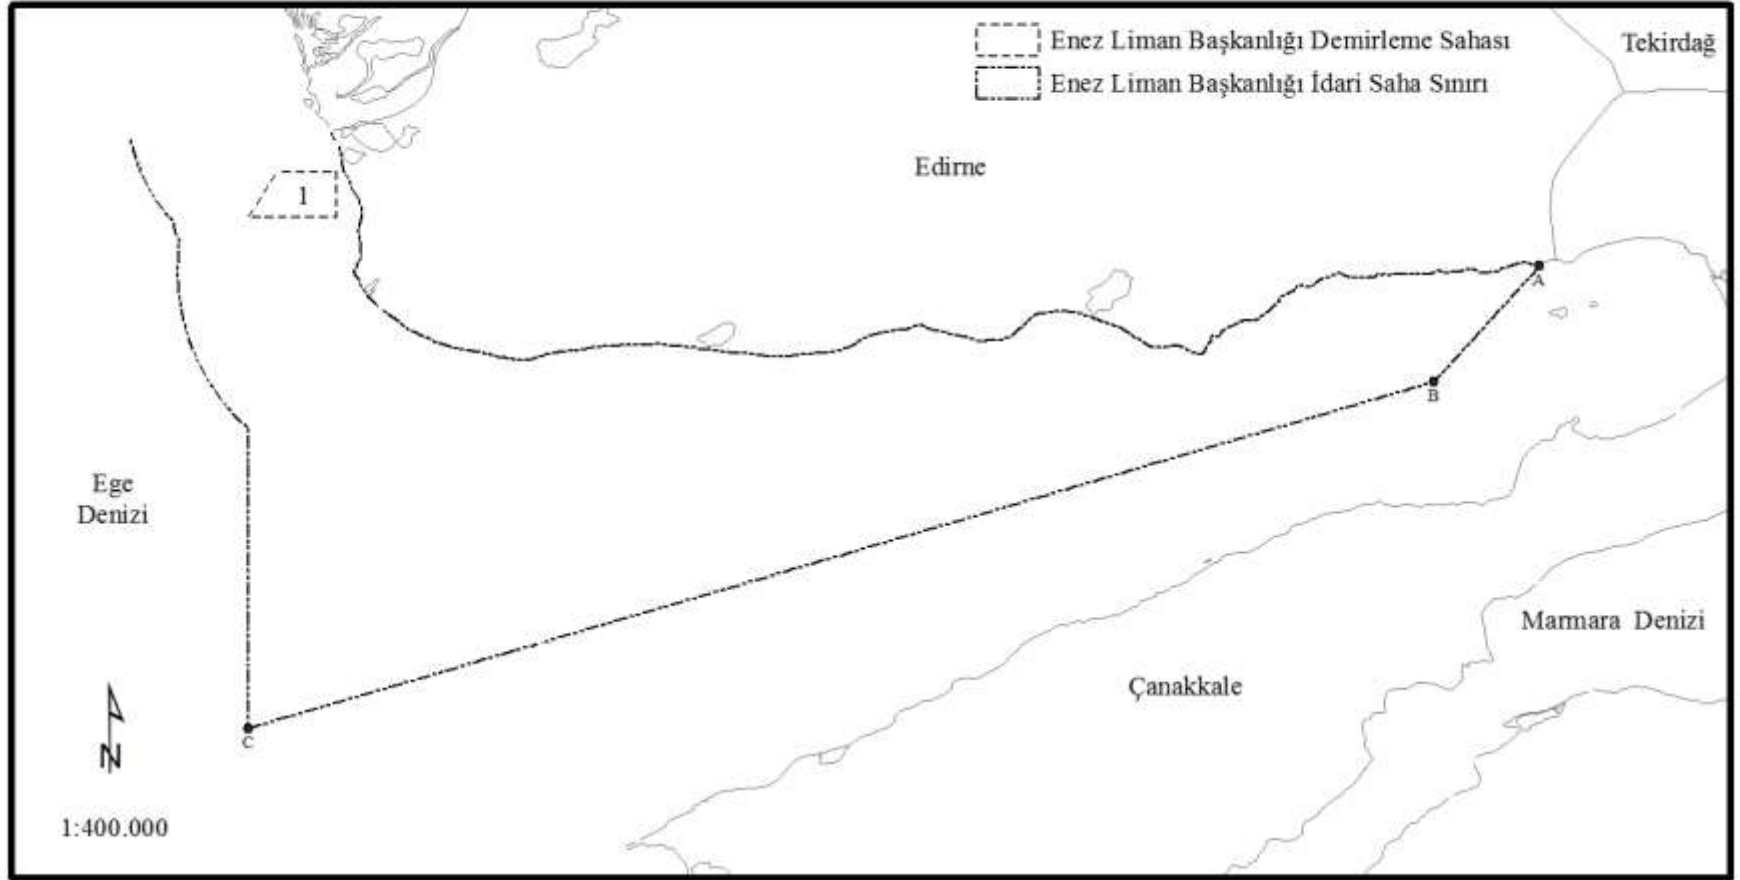 Enez Liman Başkanlığı Demirleme Sahası
Enez Liman Başkanlığı İdari Saha Sınırı
Tekirdağ
Edirne
1
A
B
Ege
Denizi
Marmara Denizi
Çanakkale
C
N
1:400.000